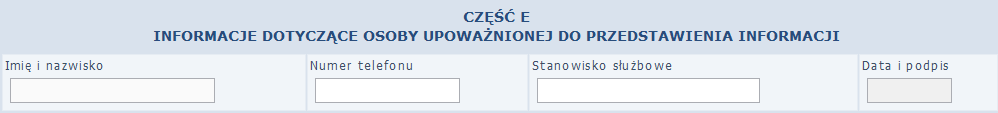 CZĘŚĆ E
INFORMACJE DOTYCZĄCE OSOBY UPOWAŻNIONEJ DO PRZEDSTAWIENIA INFORMACJI
Imię i nazwisko
Numer telefonu
Stanowisko służbowe
Data i podpis